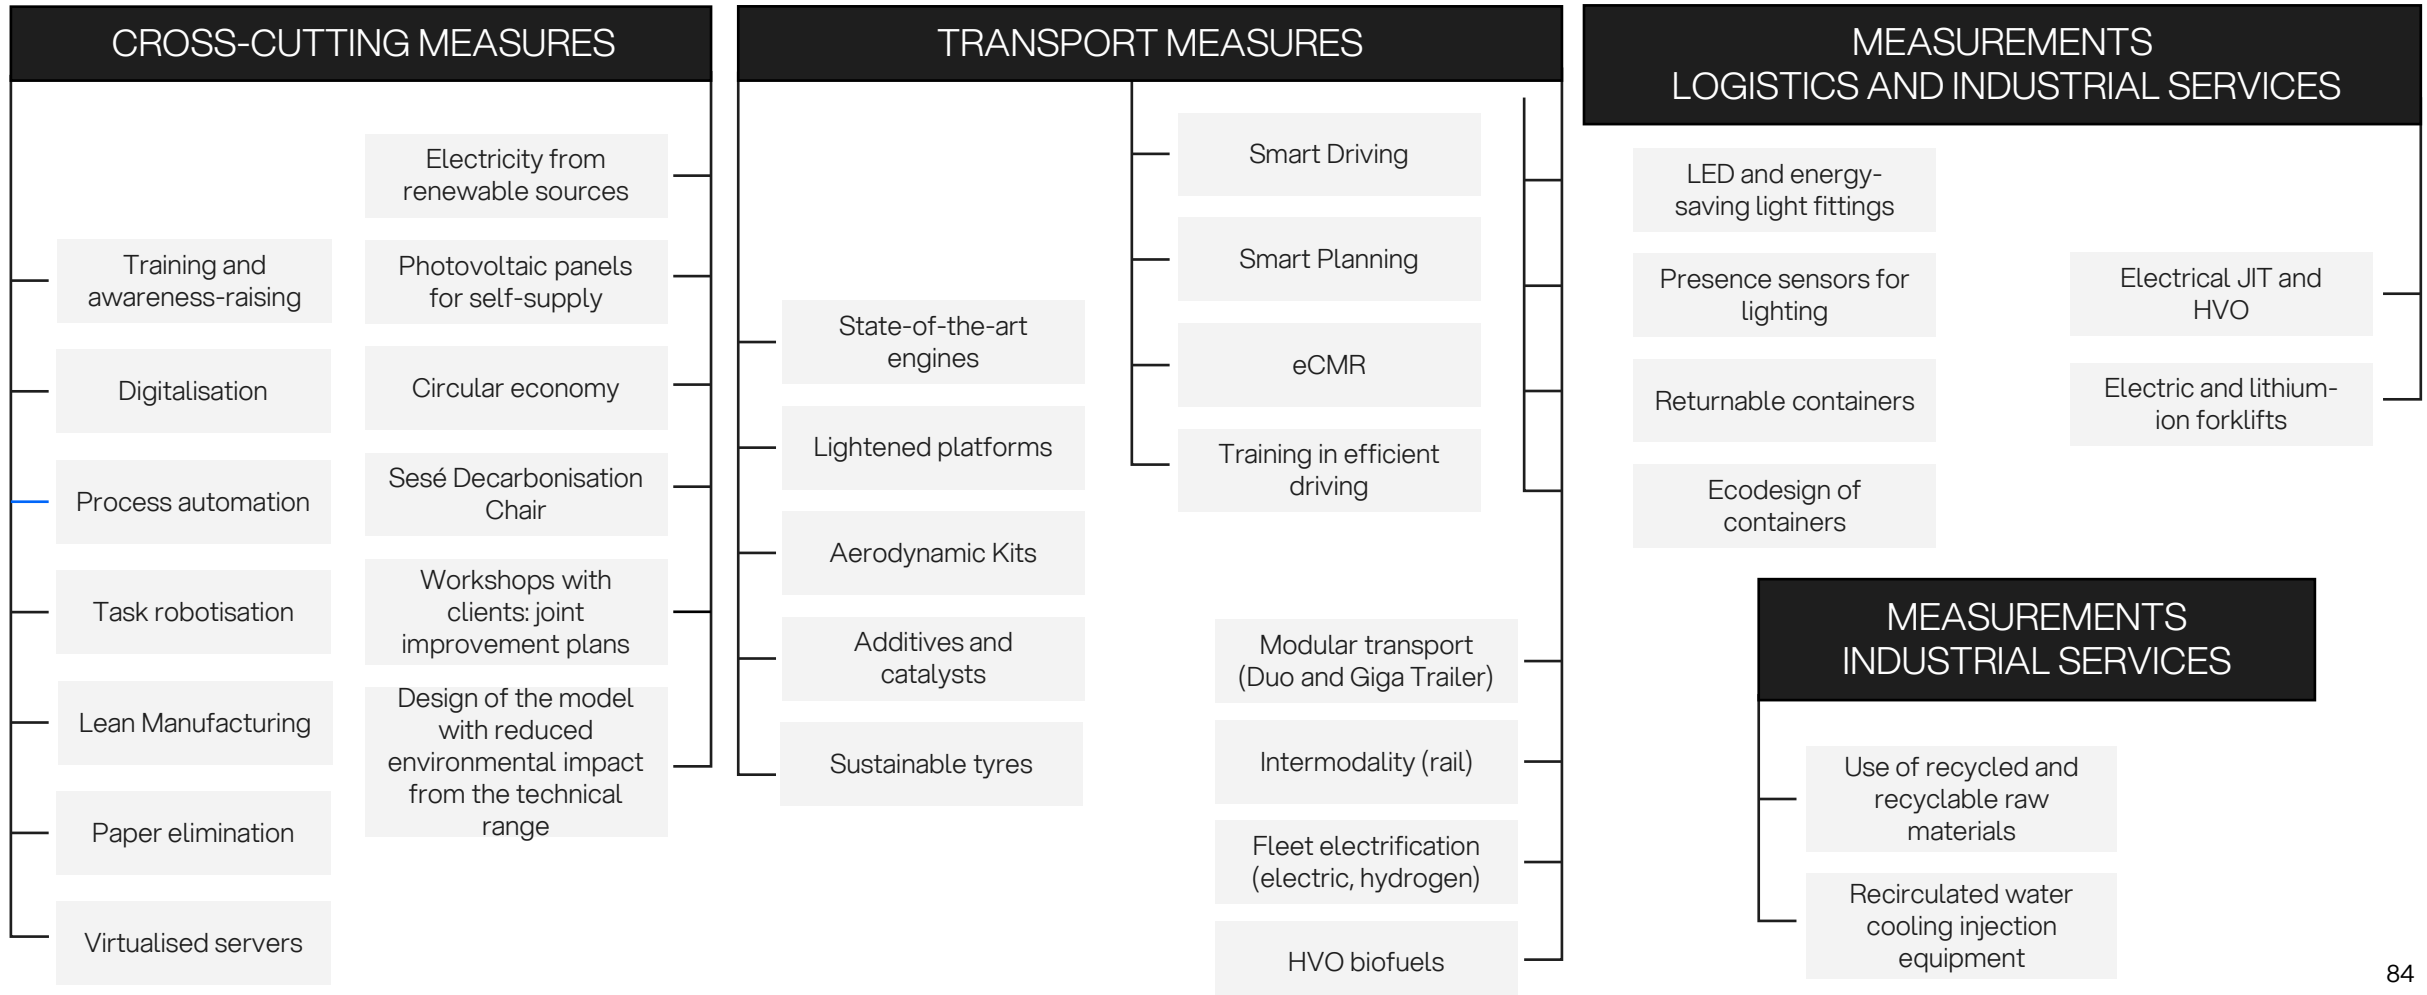 CROSS-CUTTING MEASURES
Training and
awareness-raising
Digitalisation
Process automation
Task robotisation
Lean Manufacturing
Paper elimination
Virtualised servers
Electricity from
renewable sources
Photovoltaic panels
for self-supply
Circular economy
Sesé Decarbonisation
Chair
Workshops with
clients: joint
improvement plans
Design of the model
with reduced
environmental impact
from the technical
range
TRANSPORT MEASURES
State-of-the-art
engines
Lightened platforms
Aerodynamic Kits
Additives and
catalysts
Sustainable tyres
Smart Driving
Smart Planning
eCMR
Training in efficient
driving
Modular transport
(Duo and Giga Trailer)
Intermodality (rail)
Fleet electrification
(electric, hydrogen)
HVO biofuels
MEASUREMENTS
LOGISTICS AND INDUSTRIAL SERVICES
LED and energy-
saving light fittings
Presence sensors for
lighting
Returnable containers
Ecodesign of
containers
Electrical JIT and
HVO
Electric and lithium-
ion forklifts
MEASUREMENTS
INDUSTRIAL SERVICES
Use of recycled and
recyclable raw
materials
Recirculated water
cooling injection
equipment
84